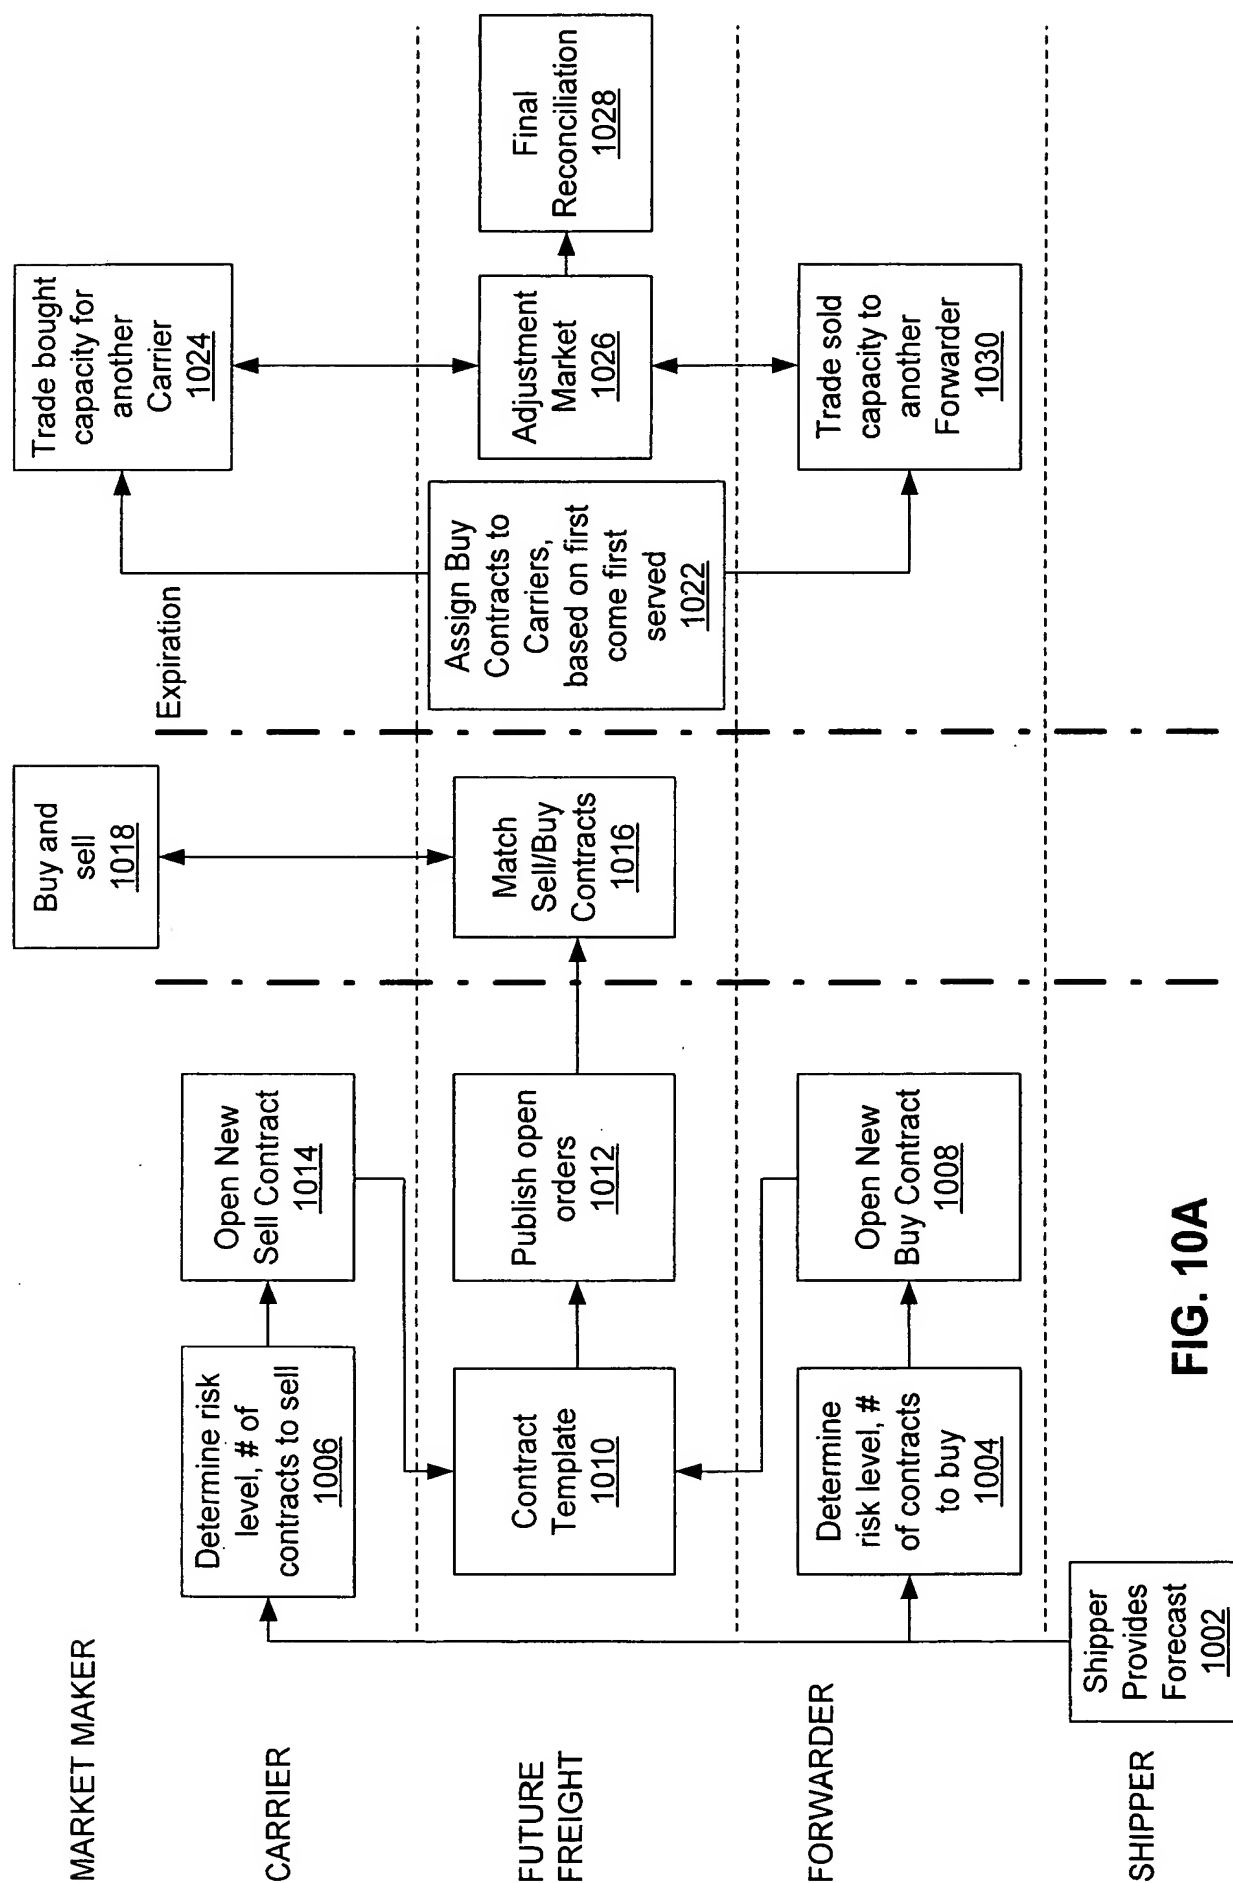 MARKET MAKER
Buy and
sell
1018
CARRIER
Determine risk
level, # of
contracts to sell
1006
Open New
Sell Contract
1014
Expiration
Trade bought
capacity for
another
Carrier
1024
FUTURE
FREIGHT
Contract
Template
1010
Publish open
orders
1012
Match
Sell/Buy
Contracts
1016
Assign Buy
Contracts to
Carriers,
based on first
come first
served
1022
Adjustment
Market
1026
Final
Reconciliation
1028
FORWARDER
Determine
risk level, #
of contracts
to buy
1004
Open New
Buy Contract
1008
Trade sold
capacity to
another
Forwarder
1030
SHIPPER
Shipper
Provides
Forecast
1002
FIG. 10A